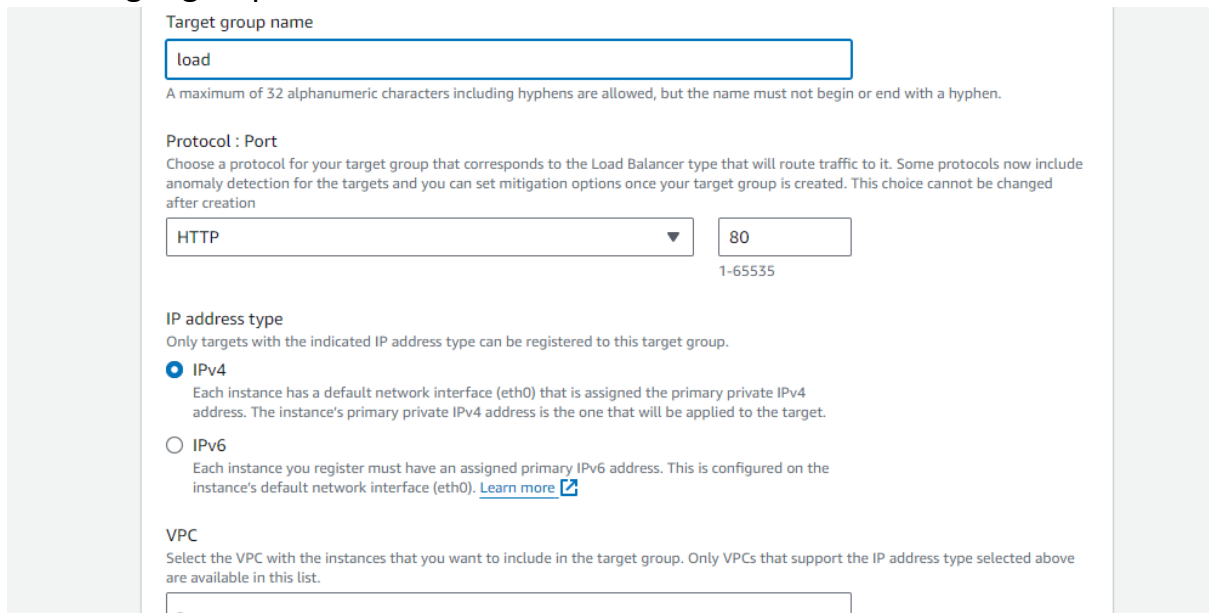 Target group name
load
A maximum of 32 alphanumeric characters including hyphens are allowed, but the name must not begin or end with a hyphen.
Protocol : Port
Choose a protocol for your target group that corresponds to the Load Balancer type that will route traffic to it. Some protocols now include
anomaly detection for the targets and you can set mitigation options once your target group is created. This choice cannot be changed
after creation
HTTP 80
1-65535
IP address type
Only targets with the indicated IP address type can be registered to this target group.
IPv4
Each instance has a default network interface (eth0) that is assigned the primary private IPv4
address. The instance's primary private IPv4 address is the one that will be applied to the target.
IPv6
Each instance you register must have an assigned primary IPv6 address. This is configured on the
instance's default network interface (eth0). Learn more
VPC
Select the VPC with the instances that you want to include in the target group. Only VPCs that support the IP address type selected above
are available in this list.